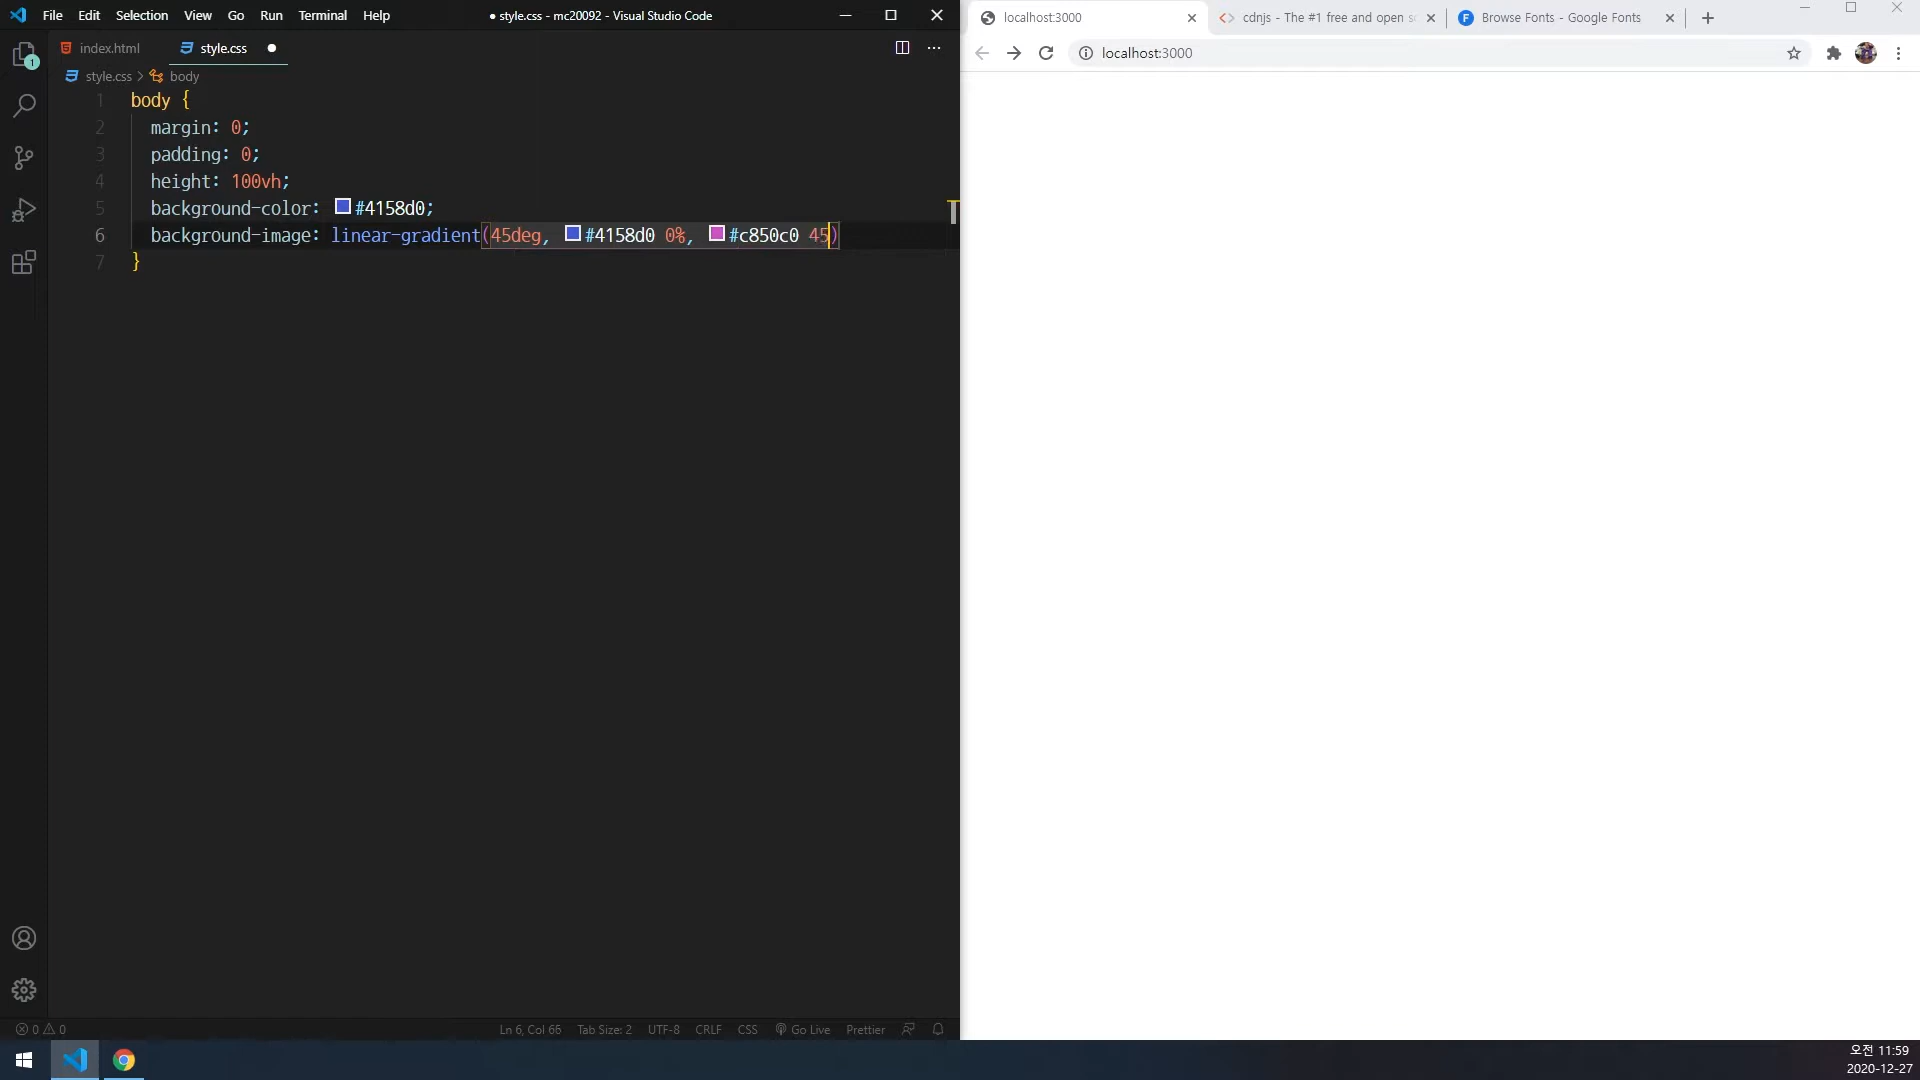 File Edit Selection View Go Run Terminal Help
● style.css - mc20092 - Visual Studio Code
index.html
style.css
style.css > body
1 body {
2 margin: 0;
3 padding: 0;
4 height: 100vh;
5 background-color: #4158d0;
6 background-image: linear-gradient(45deg, #4158d0 0%, #c850c0 45)
7 }
1
0 0
Ln 6, Col 66 Tab Size: 2 UTF-8 CRLF CSS Go Live Prettier
localhost:3000
cdnjs - The #1 free and open
Browse Fonts - Google Fonts
localhost:3000
오전 11:59
2020-12-27